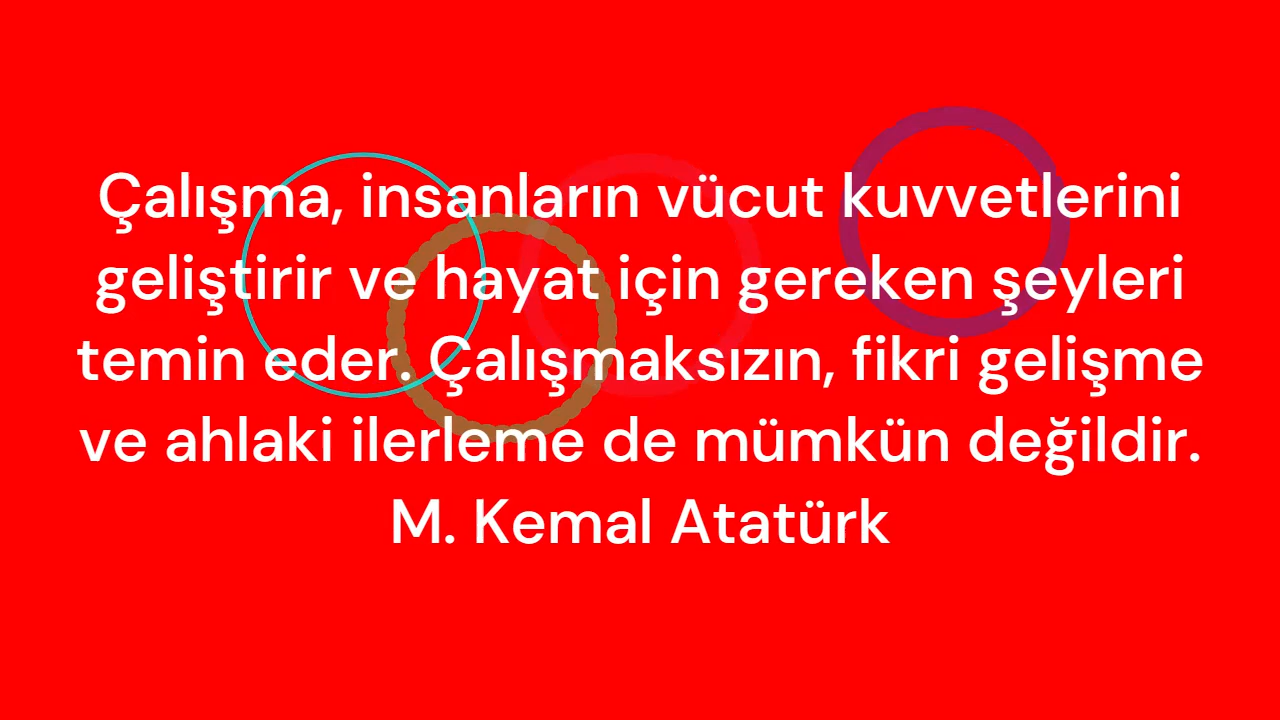 Çalışma, insanların vücut kuvvetlerini
geliştirir ve hayat için gereken şeyleri
temin eder. Çalışmaksızın, fikri gelişme
ve ahlaki ilerleme de mümkün değildir.
M. Kemal Atatürk